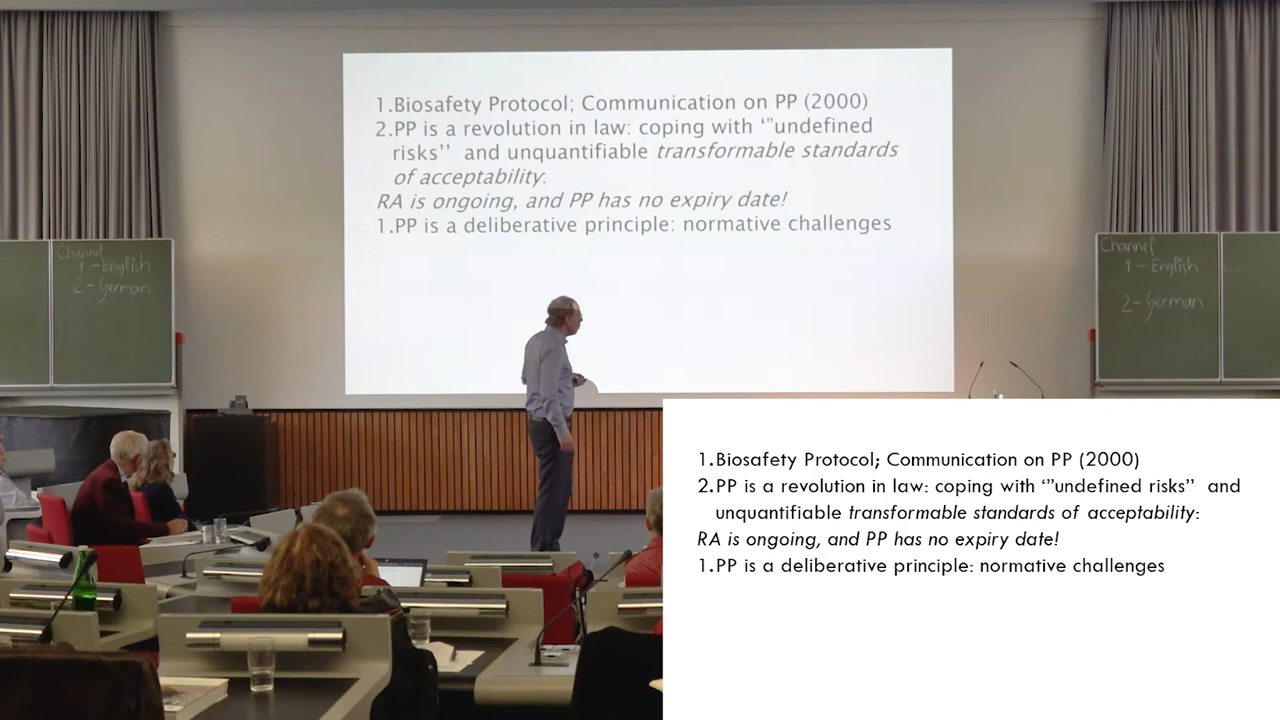 1.Biosafety Protocol; Communication on PP (2000)
2.PP is a revolution in law: coping with ‘”undefined
risks’’ and unquantifiable transformable standards
of acceptability:
RA is ongoing, and PP has no expiry date!
1.PP is a deliberative principle: normative challenges
Channel
1 - English
2 - German
Channel
1 - English
2 - German
1.Biosafety Protocol; Communication on PP (2000)
2.PP is a revolution in law: coping with ‘”undefined risks” and
unquantifiable transformable standards of acceptability:
RA is ongoing, and PP has no expiry date!
1.PP is a deliberative principle: normative challenges